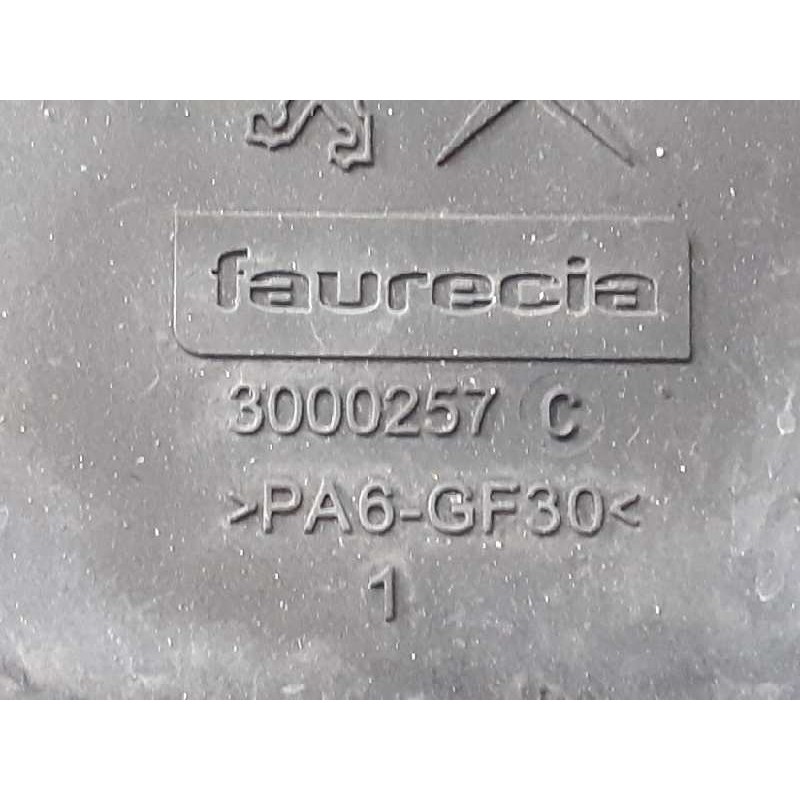 faurecia
3000257 C
>PA6-GF30<
1